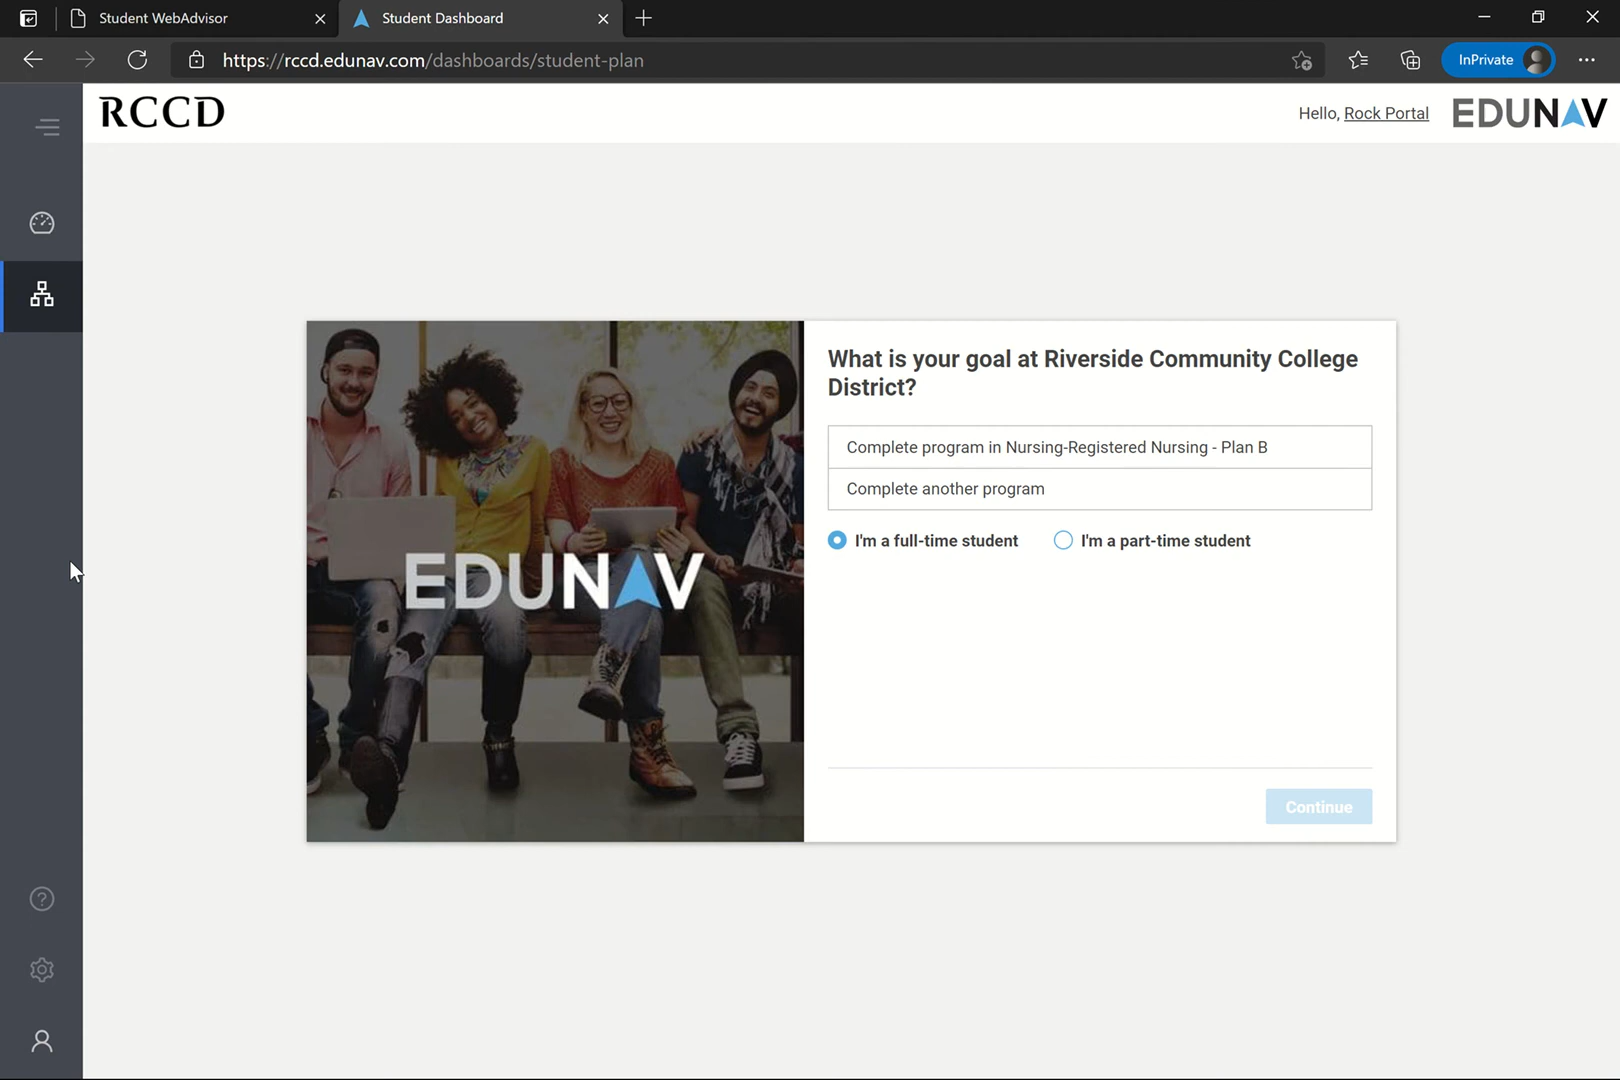 Student WebAdvisor
Student Dashboard
https://rccd.edunav.com/dashboards/student-plan
InPrivate
RCCD
Hello, Rock Portal
EDUNAV
What is your goal at Riverside Community College
District?
Complete program in Nursing-Registered Nursing - Plan B
Complete another program
I'm a full-time student
I'm a part-time student
EDUNAV
Continue